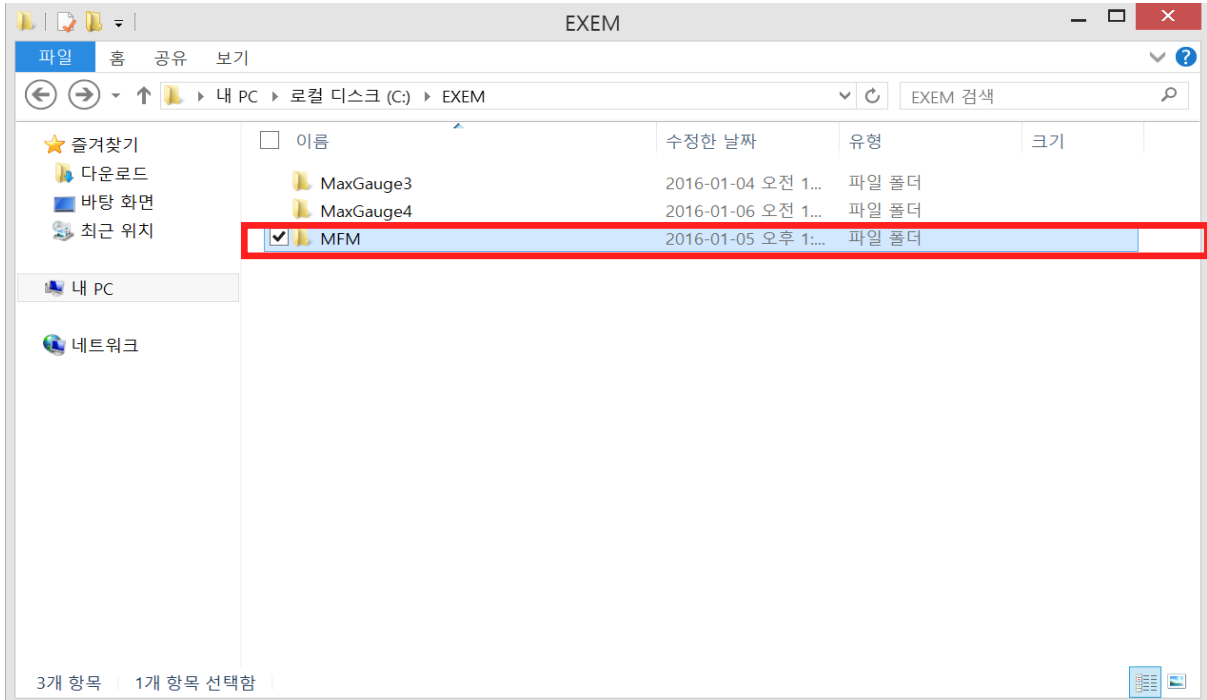 EXEM
파일 홈 공유 보기
내 PC 로컬 디스크 (C:) EXEM EXEM 검색
즐겨찾기
다운로드
바탕 화면
최근 위치
내 PC
네트워크
이름 수정한 날짜 유형 크기
MaxGauge3 2016-01-04 오전 1... 파일 폴더
MaxGauge4 2016-01-06 오전 1... 파일 폴더
MFM 2016-01-05 오후 1:... 파일 폴더
3개 항목 1개 항목 선택함